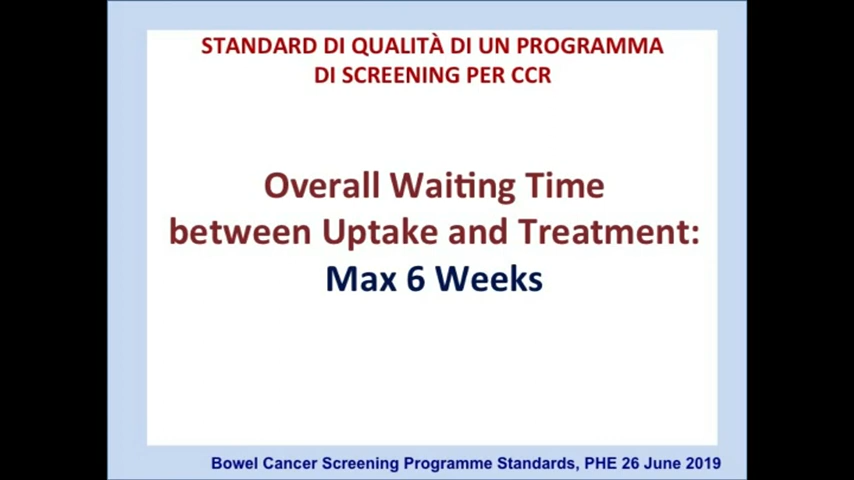 STANDARD DI QUALITÀ DI UN PROGRAMMA
DI SCREENING PER CCR
Overall Waiting Time
between Uptake and Treatment:
Max 6 Weeks
Bowel Cancer Screening Programme Standards, PHE 26 June 2019